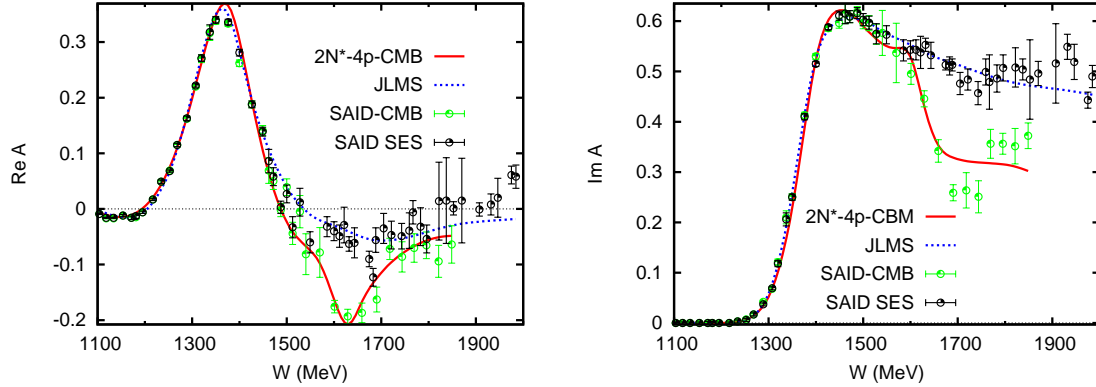 Re A
0.3
0.2
0.1
0
-0.1
-0.2
1100 1300 1500 1700 1900
W (MeV)
2N*-4p-CMB
JLMS
SAID-CMB
SAID SES
Im A
0.6
0.5
0.4
0.3
0.2
0.1
0
1100 1300 1500 1700 1900
W (MeV)
2N*-4p-CBM
JLMS
SAID-CMB
SAID SES